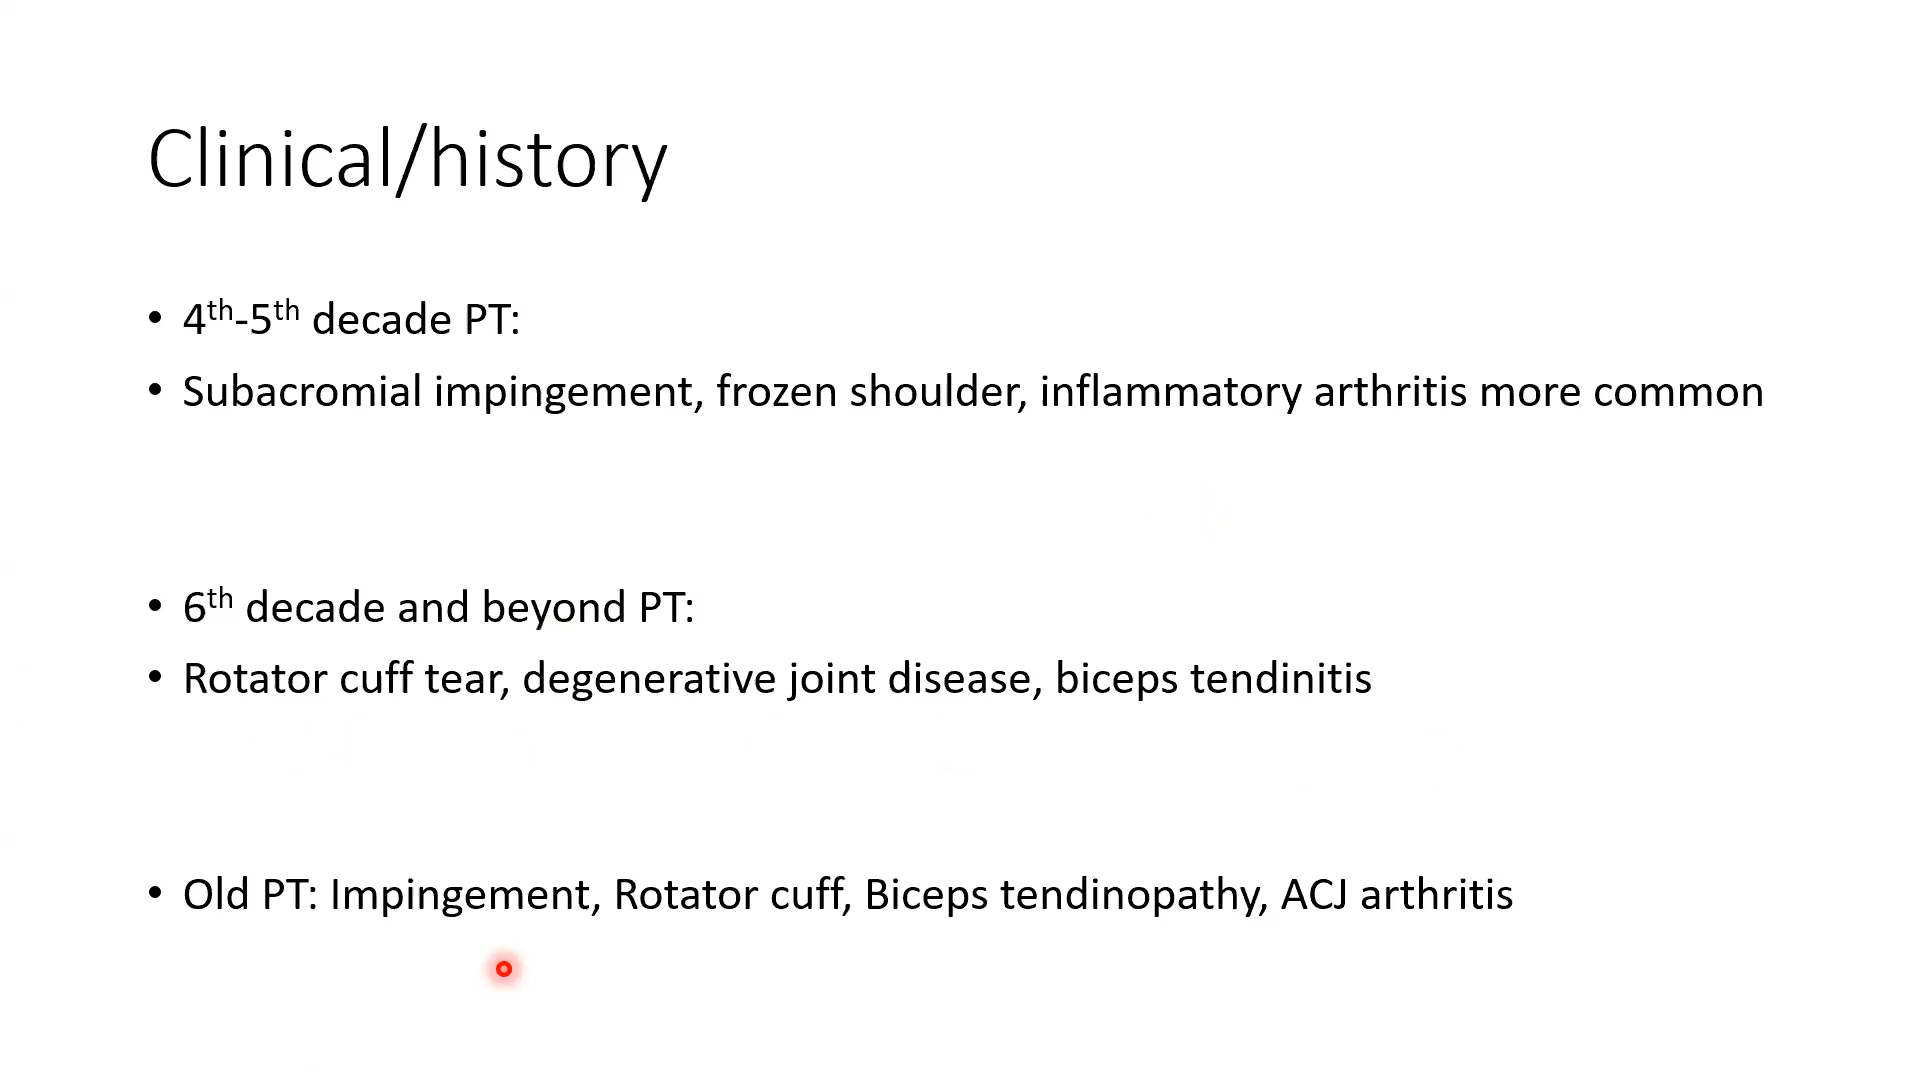 Clinical/history
• 4th-5th decade PT:
• Subacromial impingement, frozen shoulder, inflammatory arthritis more common
• 6th decade and beyond PT:
• Rotator cuff tear, degenerative joint disease, biceps tendinitis
• Old PT: Impingement, Rotator cuff, Biceps tendinopathy, ACJ arthritis